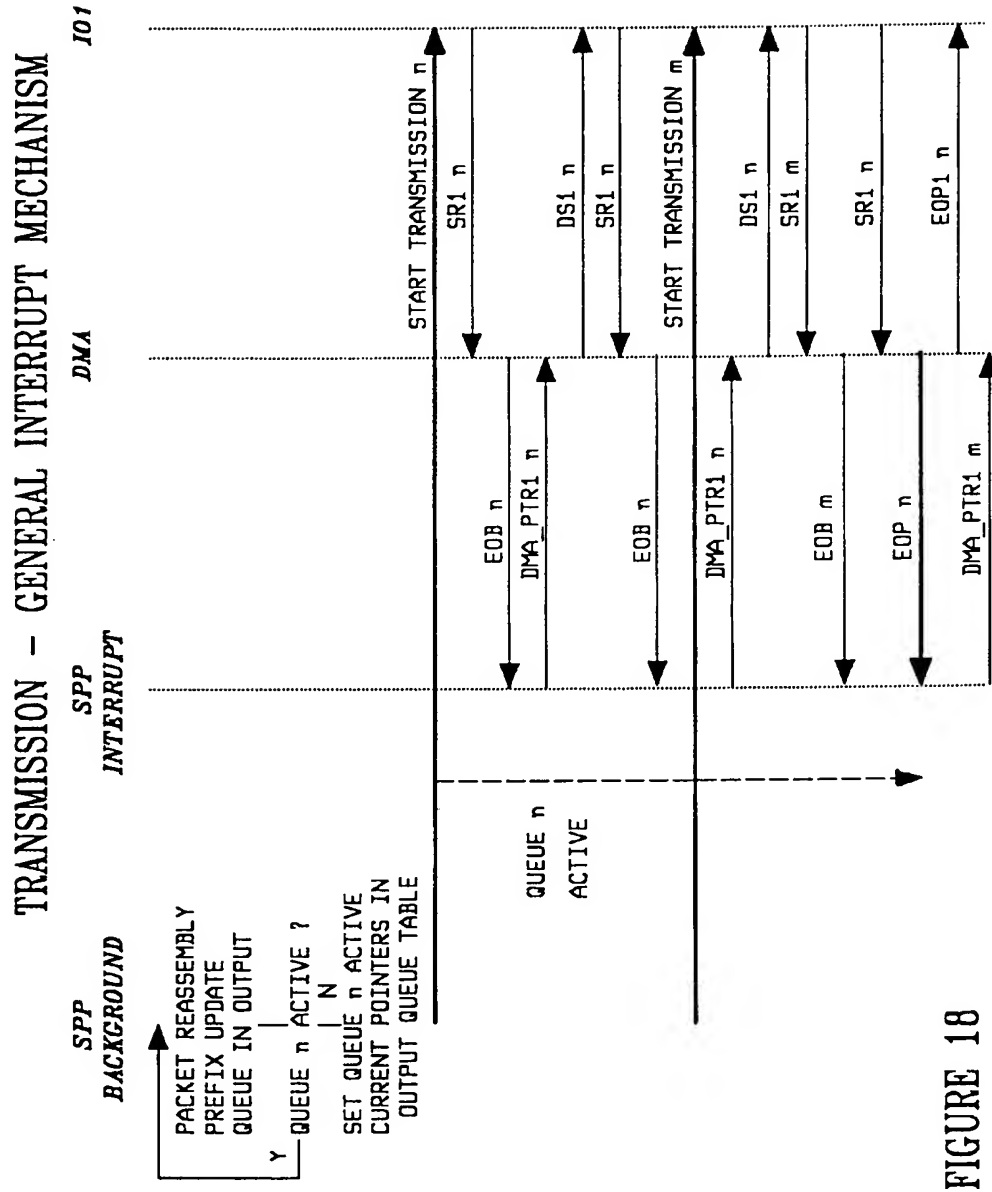 TRANSMISSION - GENERAL INTERRUPT MECHANISM
SPP
BACKGROUND
SPP
INTERRUPT
DMA
IO1
PACKET REASSEMBLY
PREFIX UPDATE
QUEUE IN OUTPUT
Y
QUEUE n ACTIVE ?
N
SET QUEUE n ACTIVE
CURRENT POINTERS IN
OUTPUT QUEUE TABLE
START TRANSMISSION n
SR1 n
EOB n
DMA_PTR1 n
QUEUE n
ACTIVE
DS1 n
SR1 n
EOB n
START TRANSMISSION m
DMA_PTR1 n
DS1 n
SR1 m
EOB m
SR1 n
EOP n
EOP1 n
DMA_PTR1 m
FIGURE 18